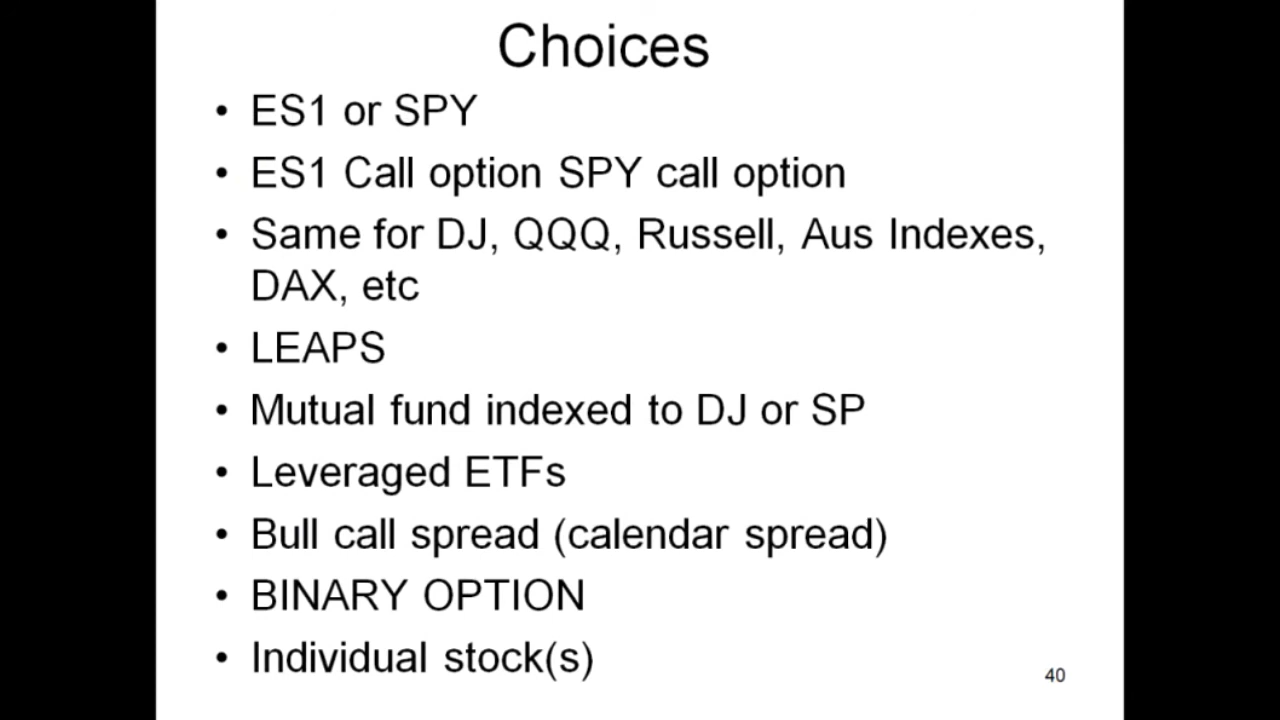 Choices
• ES1 or SPY
• ES1 Call option SPY call option
• Same for DJ, QQQ, Russell, Aus Indexes,
DAX, etc
• LEAPS
• Mutual fund indexed to DJ or SP
• Leveraged ETFs
• Bull call spread (calendar spread)
• BINARY OPTION
• Individual stock(s)
40